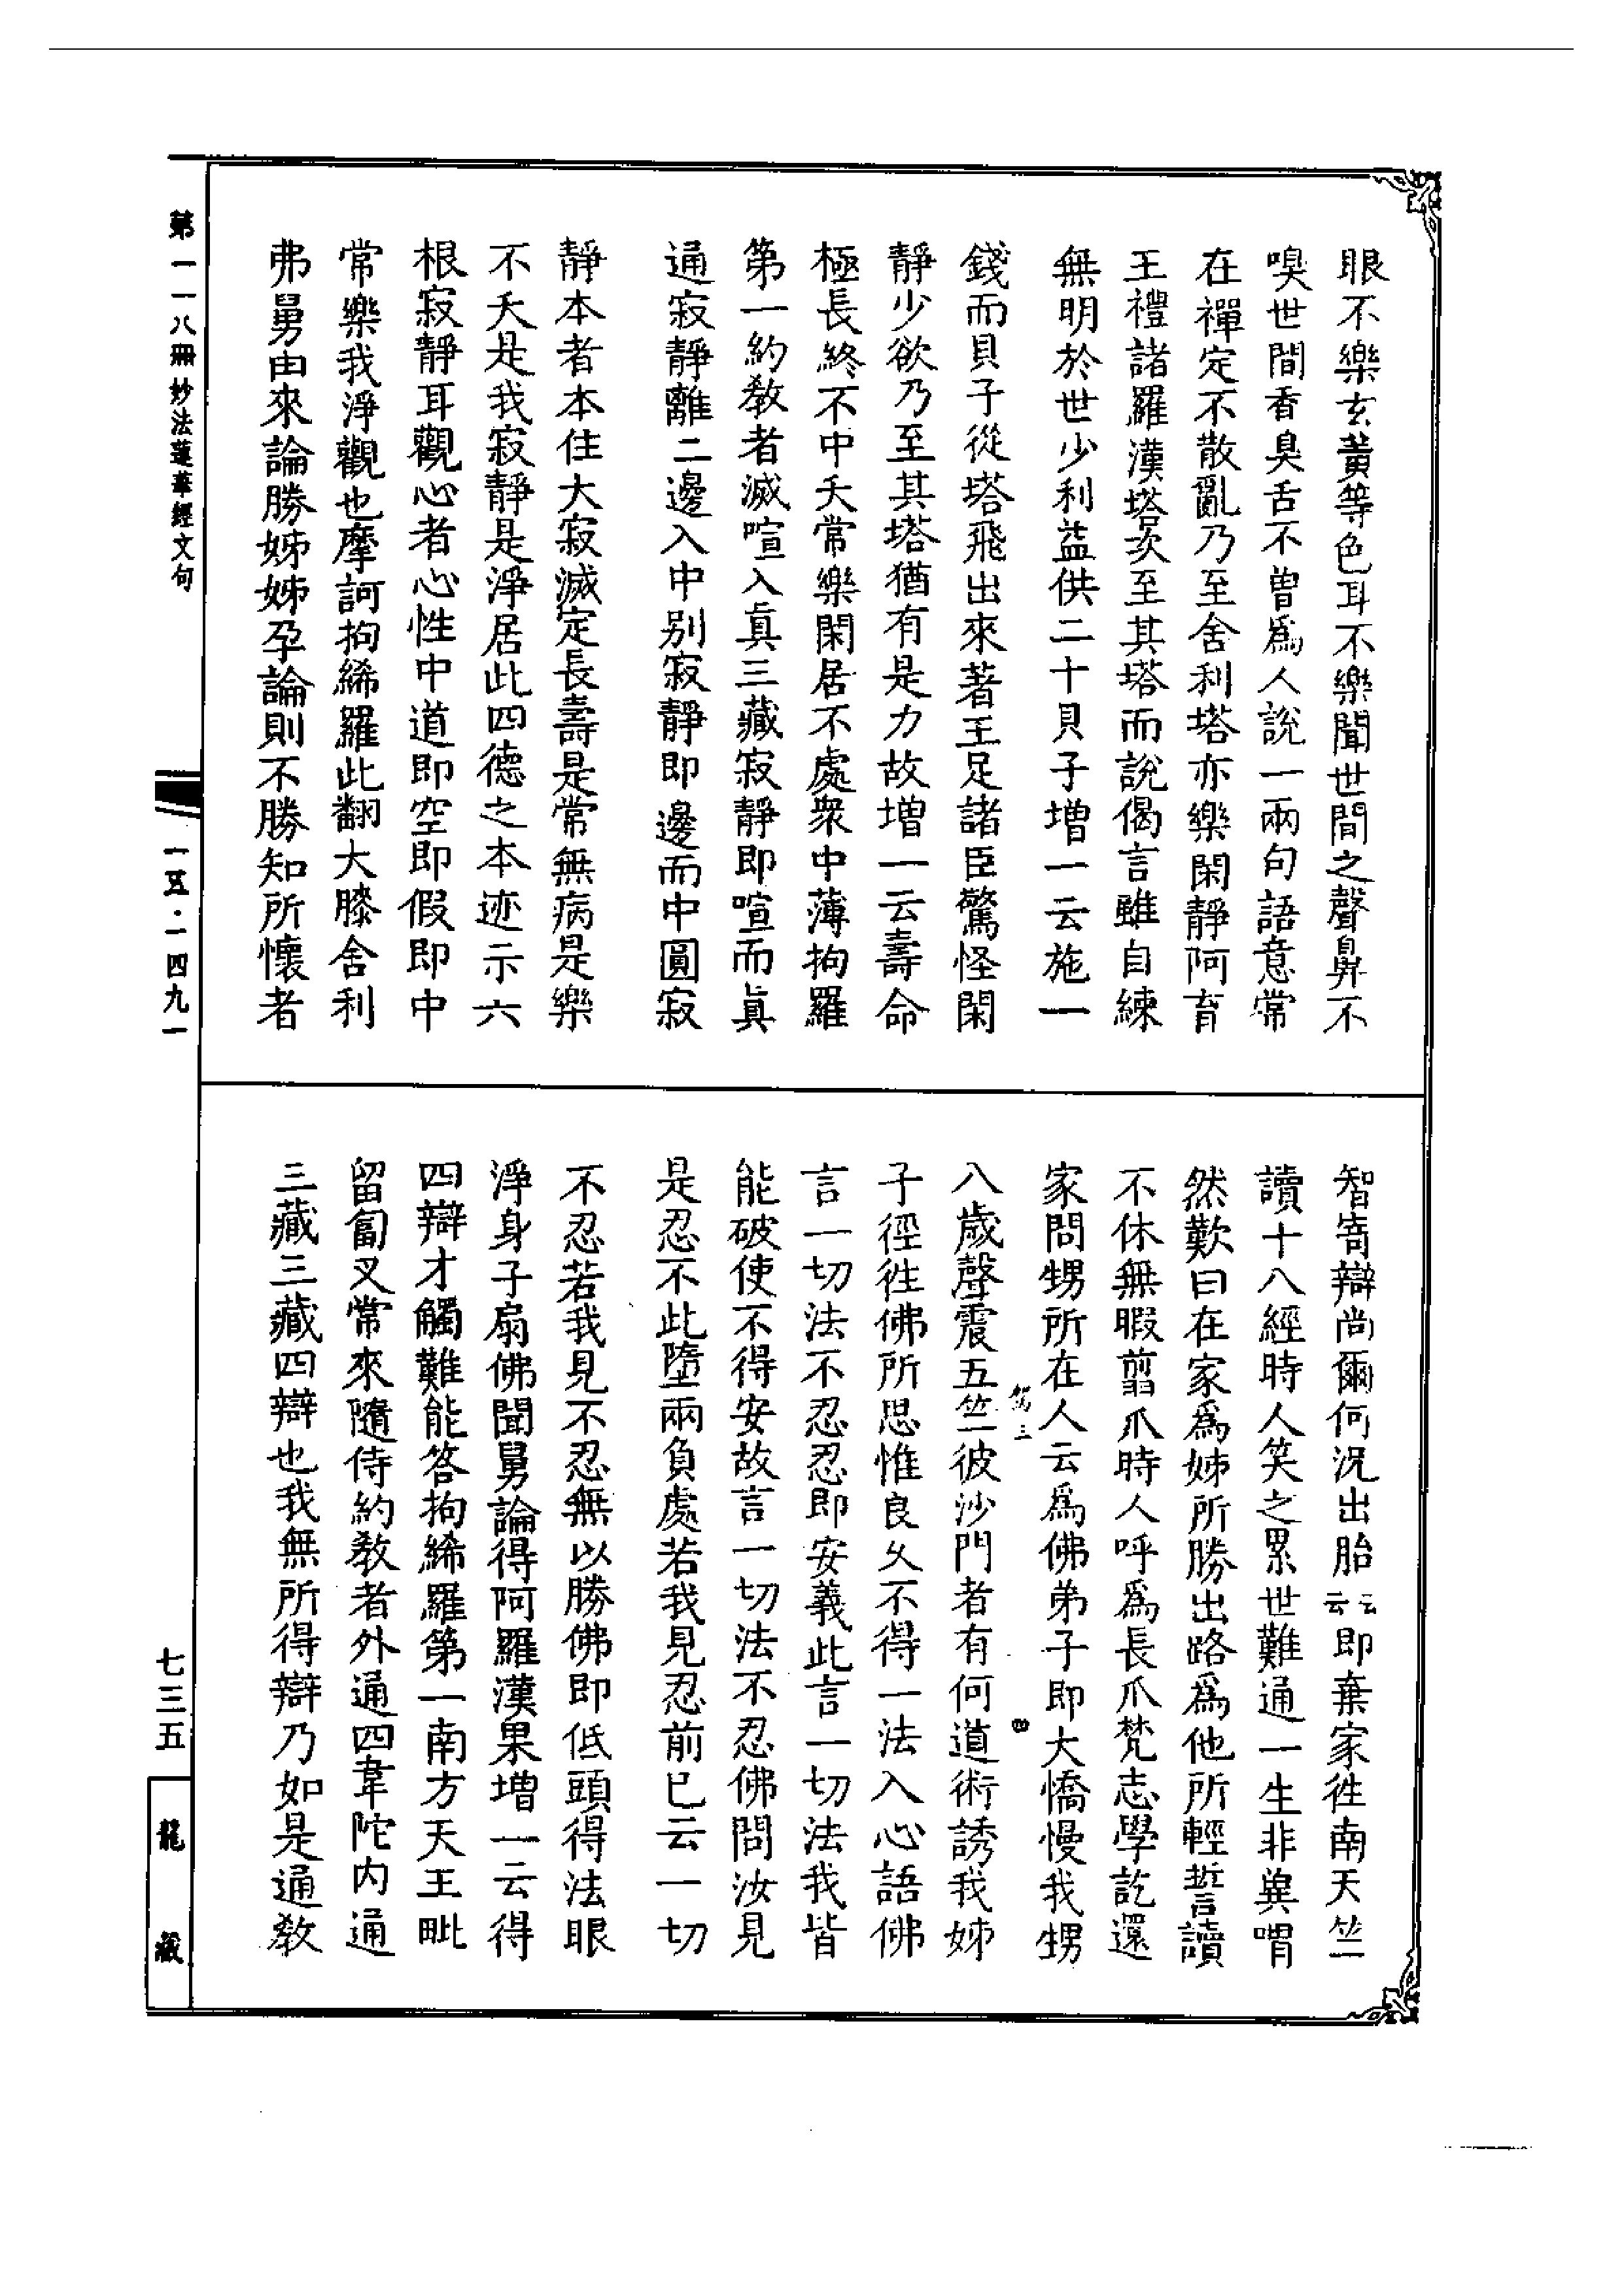 眼不樂玄黃等色耳不樂聞世間之聲鼻不
嗅世間香臭舌不曾爲人說一兩句語意常
在禪定不散亂乃至舍利塔亦樂閑靜阿育
王禮諸羅漢塔次至其塔而說偈言雖自練
無明於世少利益供二十貝子增一云施一
錢而貝子從塔飛出來著王足諸臣驚怪閑
靜少欲乃至其塔猶有是力故增一云壽命
極長終不中夭常樂閑居不處衆中薄拘羅
第一約敎者滅喧入眞三藏寂靜即喧而眞
通寂靜離二邊入中別寂靜即邊而中圓寂
靜本者本住大寂滅定長壽是常無病是樂
不夭是我寂靜是淨居此四德之本迹示六
根寂靜耳觀心者心性中道即空即假即中
常樂我淨觀也摩訶拘絺羅此翻大膝舍利
弗舅由來論勝姊姊孕論則不勝知所懷者
智寄辯尚爾何況出胎云云即棄家徃南天竺
讀十八經時人笑之累世難通一生非兾喟
然歎曰在家爲姊所勝出路爲他所輕誓讀
不休無暇翦爪時人呼爲長爪梵志學訖還
家問甥所在人云爲佛弟子即大憍慢我甥
八歲聲震五竺彼沙門者有何道術誘我姊
子徑徃佛所思惟良久不得一法入心語佛
言一切法不忍忍即安義此言一切法我皆
能破使不得安故言一切法不忍佛問汝見
是忍不此墮兩負處若我見忍前已云一切
不忍若我見不忍無以勝佛即低頭得法眼
淨身子扇佛聞舅論得阿羅漢果增一云得
四辯才觸難能答拘絺羅第一南方天王毗
留匐叉常來隨侍約敎者外通四韋陀內通
三藏三藏四辯也我無所得辯乃如是通敎
第一一八冊 妙法蓮華經文句
一五·一四九一
七三五
龍藏